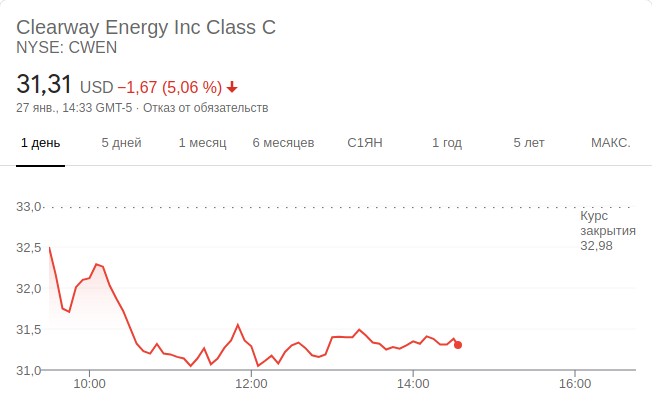 Clearway Energy Inc Class C
NYSE: CWEN
31,31 USD −1,67 (5,06 %)
27 янв., 14:33 GMT-5 · Отказ от обязательств
1 день 5 дней 1 месяц 6 месяцев С1ЯН 1 год 5 лет МАКС.
33,0
Курс
закрытия
32,98
32,5
32,0
31,5
31,0
10:00 12:00 14:00 16:00